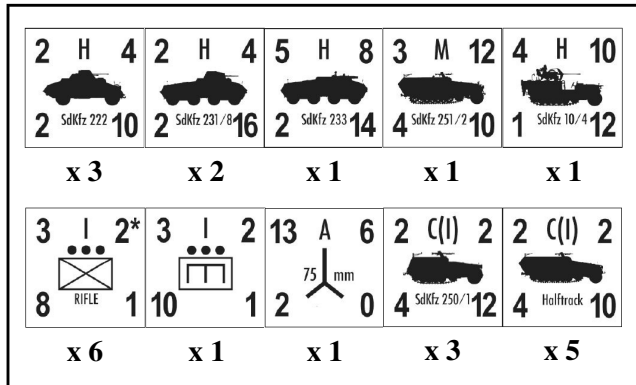 2 H 4 2 H 4 5 H 8 3 M 12 4 H 10
SdKfz 222 SdKfz 231/8 SdKfz 233 SdKfz 251/2 SdKfz 10/4
2 10 2 16 2 14 4 10 1 12
x 3 x 2 x 1 x 1 x 1
3 I 2* 3 I 2 13 A 6 2 C(I) 2 2 C(I) 2
75 mm
RIFLE SdKfz 250/1 Halftrack
8 1 10 1 2 0 4 12 4 10
x 6 x 1 x 1 x 3 x 5